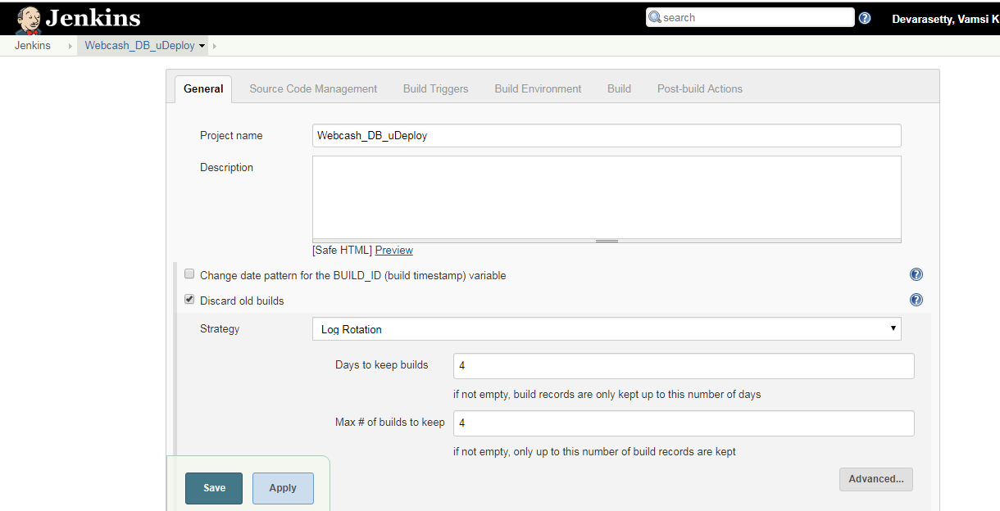 Jenkins
search
Devarasetty, Vamsi K
Jenkins
Webcash_DB_uDeploy
General Source Code Management Build Triggers Build Environment Build Post-build Actions
Project name Webcash_DB_uDeploy
Description
[Safe HTML] Preview
Change date pattern for the BUILD_ID (build timestamp) variable
Discard old builds
Strategy Log Rotation
Days to keep builds 4
if not empty, build records are only kept up to this number of days
Max # of builds to keep 4
if not empty, only up to this number of build records are kept
Advanced...
Save Apply